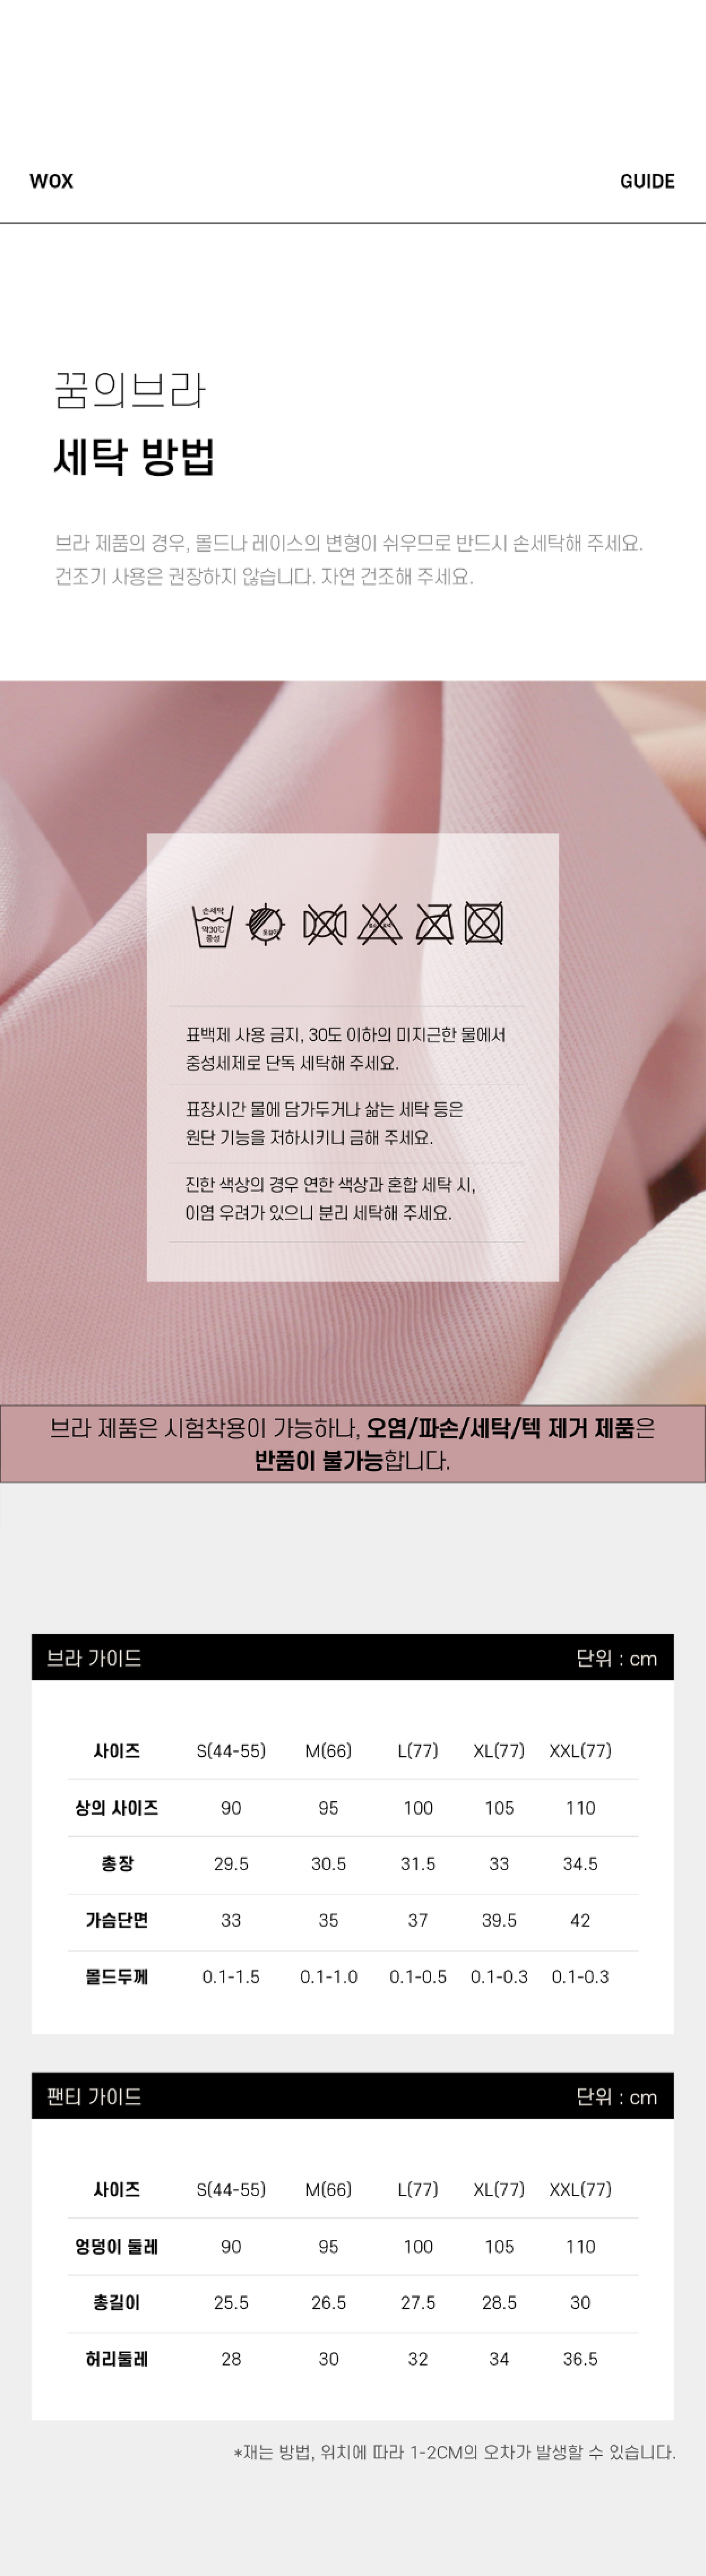 WOX
GUIDE
꿈의브라
세탁 방법
브라 제품의 경우, 몰드나 레이스의 변형이 쉬우므로 반드시 손세탁해 주세요.
건조기 사용은 권장하지 않습니다. 자연 건조해 주세요.
손세탁
약30℃
중성
표백제 사용 금지, 30도 이하의 미지근한 물에서
중성세제로 단독 세탁해 주세요.
표장시간 물에 담가두거나 삶는 세탁 등은
원단 기능을 저하시키니 금해 주세요.
진한 색상의 경우 연한 색상과 혼합 세탁 시,
이염 우려가 있으니 분리 세탁해 주세요.
브라 제품은 시험착용이 가능하나, 오염/파손/세탁/텍 제거 제품은
반품이 불가능합니다.
브라 가이드 단위 : cm
사이즈 S(44-55) M(66) L(77) XL(77) XXL(77)
상의 사이즈 90 95 100 105 110
총장 29.5 30.5 31.5 33 34.5
가슴단면 33 35 37 39.5 42
몰드두께 0.1-1.5 0.1-1.0 0.1-0.5 0.1-0.3 0.1-0.3
팬티 가이드 단위 : cm
사이즈 S(44-55) M(66) L(77) XL(77) XXL(77)
엉덩이 둘레 90 95 100 105 110
총길이 25.5 26.5 27.5 28.5 30
허리둘레 28 30 32 34 36.5
*재는 방법, 위치에 따라 1-2CM의 오차가 발생할 수 있습니다.